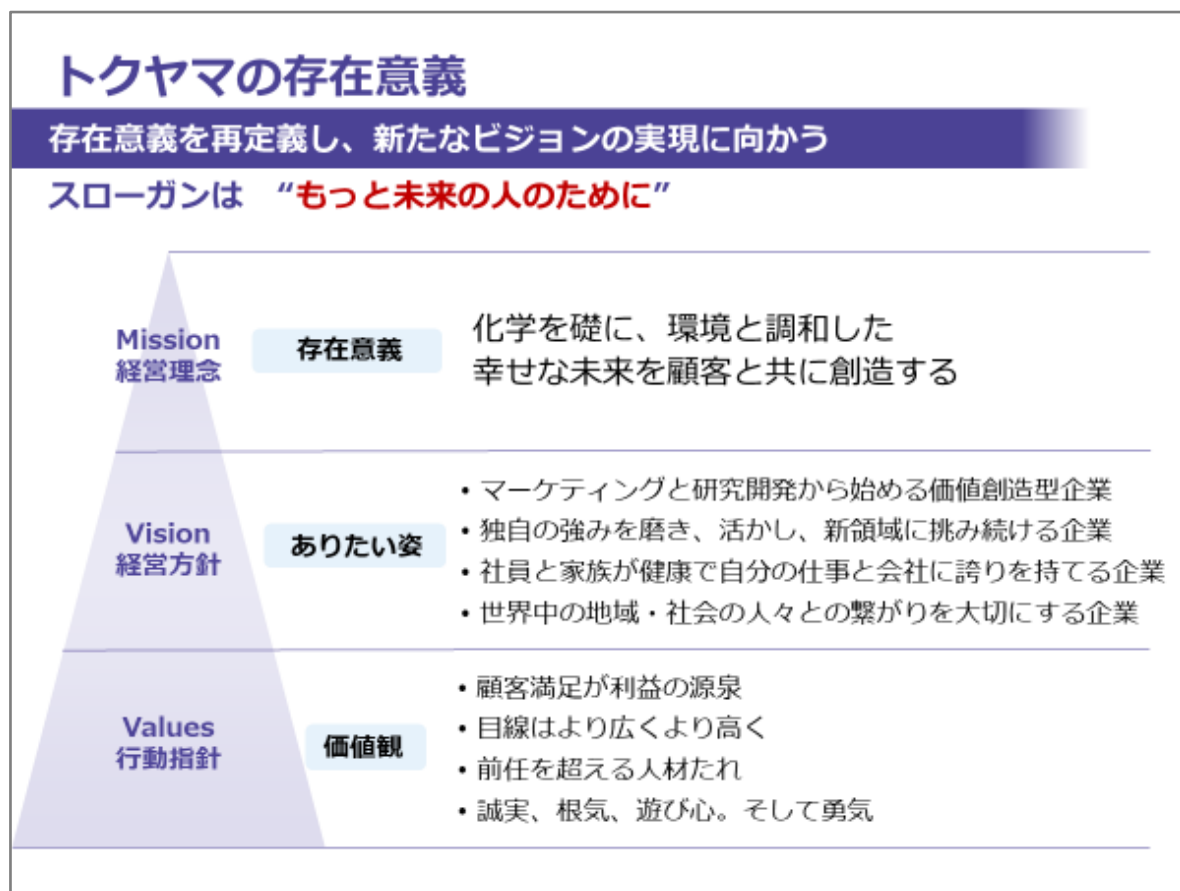 トクヤマの存在意義
存在意義を再定義し、新たなビジョンの実現に向かう
スローガンは “もっと未来の人のために”
Mission
経営理念
存在意義
化学を礎に、環境と調和した
幸せな未来を顧客と共に創造する
Vision
経営方針
ありたい姿
• マーケティングと研究開発から始める価値創造型企業
• 独自の強みを磨き、活かし、新領域に挑み続ける企業
• 社員と家族が健康で自分の仕事と会社に誇りを持てる企業
• 世界中の地域・社会の人々との繋がりを大切にする企業
Values
行動指針
価値観
• 顧客満足が利益の源泉
• 目線はより広くより高く
• 前任を超える人材たれ
• 誠実、根気、遊び心。そして勇気